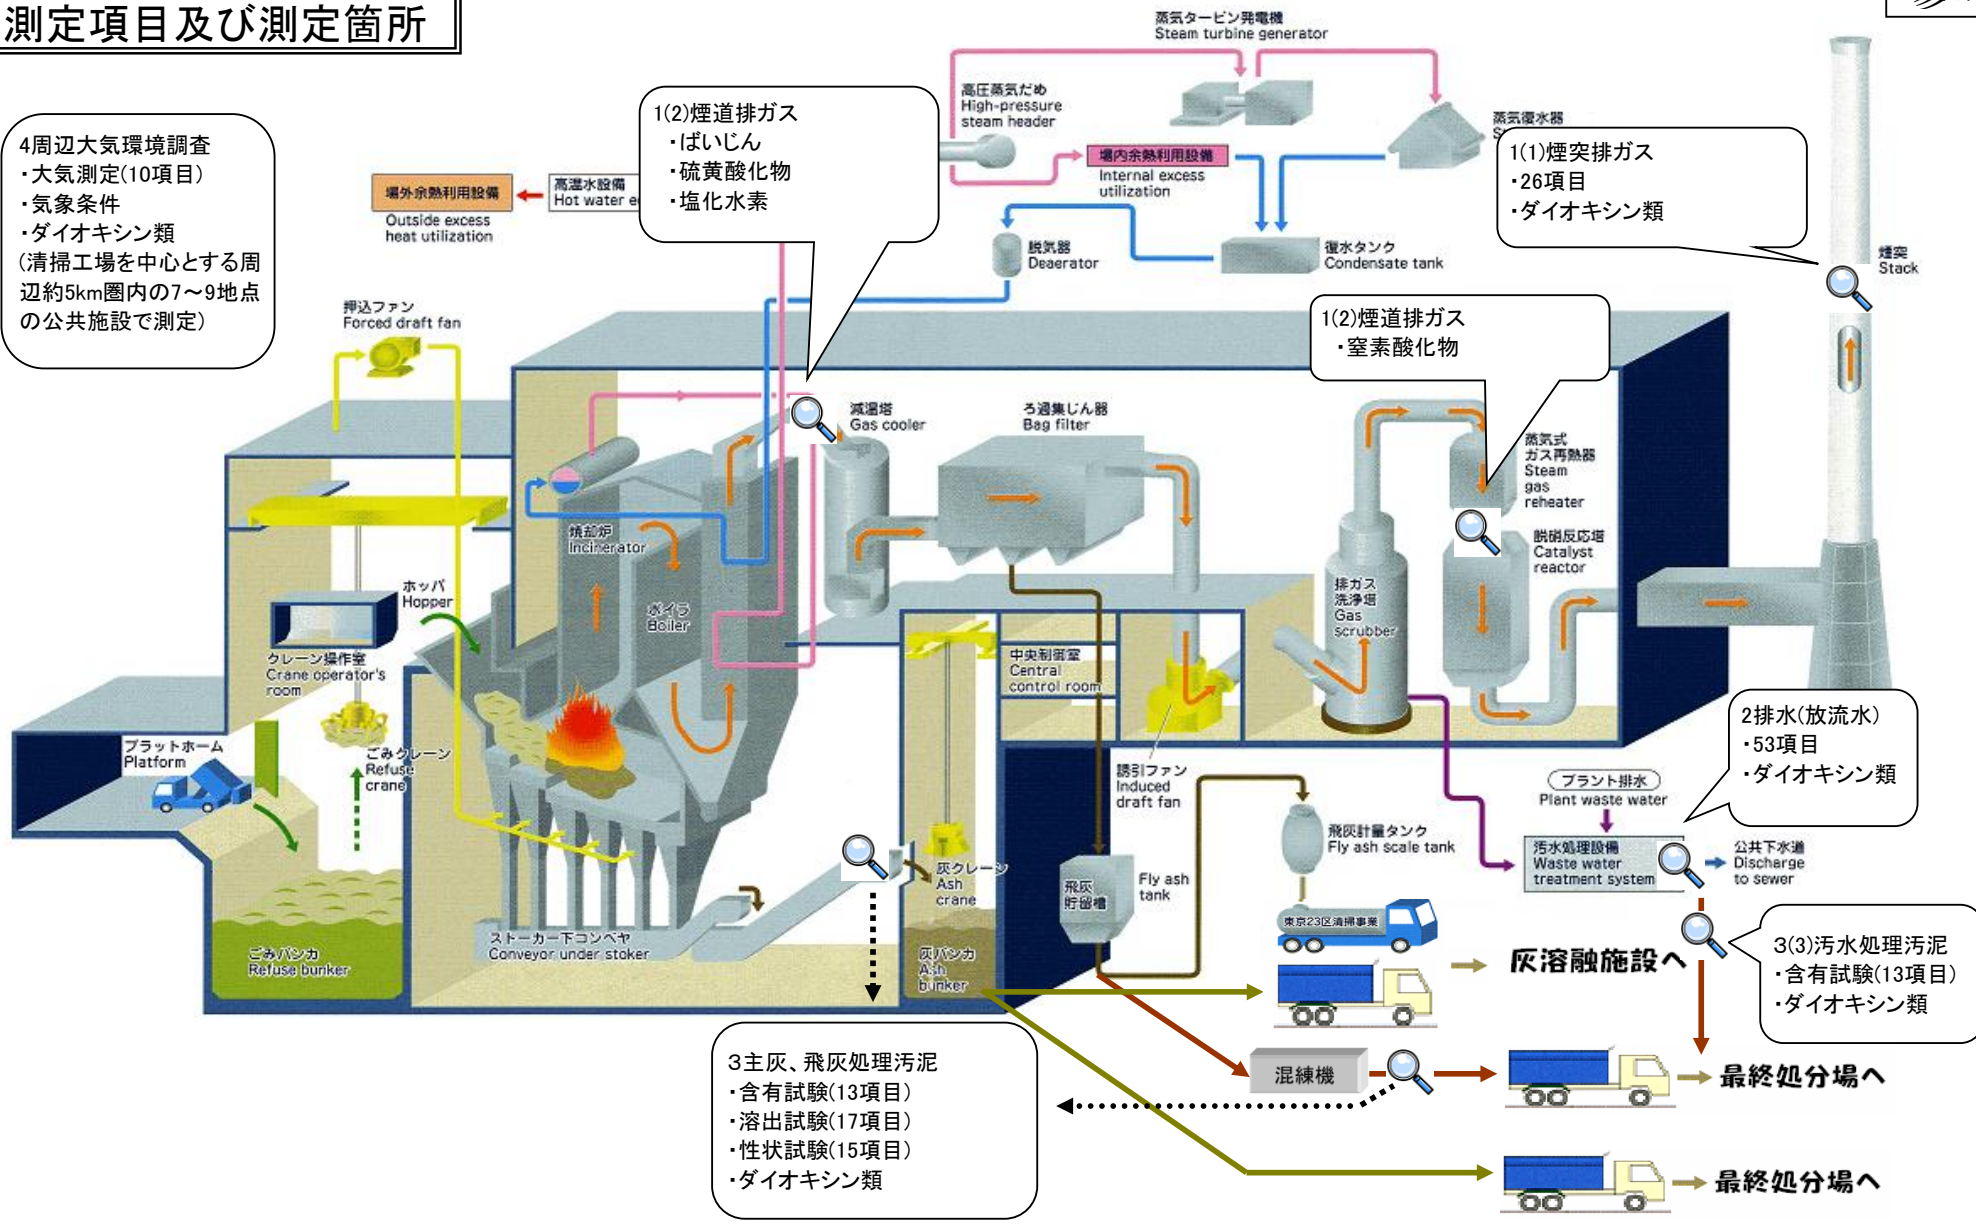 測定項目及び測定箇所
4周辺大気環境調査
・大気測定(10項目)
・気象条件
・ダイオキシン類
(清掃工場を中心とする周
辺約5km圏内の7～9地点
の公共施設で測定)
1(2)煙道排ガス
・ばいじん
・硫黄酸化物
・塩化水素
蒸気タービン発電機
Steam turbine generator
高圧蒸気だめ
High-pressure
steam header
蒸気復水器
1(1)煙突排ガス
・26項目
・ダイオキシン類
場外余熱利用設備
Outside excess
heat utilization
高温水設備
Hot water
場内余熱利用設備
Internal excess
utilization
脱気器
Deaerator
復水タンク
Condensate tank
煙突
Stack
押込ファン
Forced draft fan
1(2)煙道排ガス
・窒素酸化物
減温塔
Gas cooler
ろ過集じん器
Bag filter
蒸気式
ガス再熱器
Steam
gas
reheater
焼却炉
Incinerator
脱硝反応塔
Catalyst
reactor
ホッパ
Hopper
ボイラ
Boiler
排ガス
洗浄塔
Gas
scrubber
クレーン操作室
Crane operator's
room
中央制御室
Central
control room
プラットホーム
Platform
ごみクレーン
Refuse
crane
誘引ファン
Induced
draft fan
2排水(放流水)
・53項目
・ダイオキシン類
プラント排水
Plant waste water
飛灰計量タンク
Fly ash scale tank
汚水処理設備
Waste water
treatment system
公共下水道
Discharge
to sewer
灰クレーン
Ash
crane
飛灰
貯留槽
Fly ash
tank
東京23区清掃事業
ストーカー下コンベヤ
Conveyor under stoker
ごみバンカ
Refuse bunker
灰バンカ
Ash
bunker
灰溶融施設へ
3(3)汚水処理汚泥
・含有試験(13項目)
・ダイオキシン類
3主灰、飛灰処理汚泥
・含有試験(13項目)
・溶出試験(17項目)
・性状試験(15項目)
・ダイオキシン類
混練機
最終処分場へ
最終処分場へ